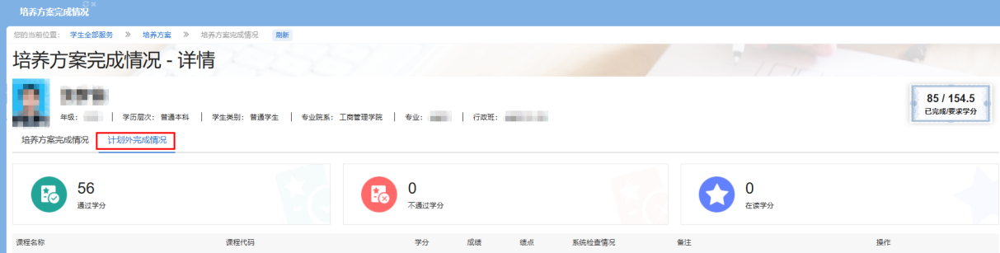 培养方案完成情况
您的当前位置： 学生全部服务 » 培养方案 » 培养方案完成情况 刷新
培养方案完成情况 - 详情
85 / 154.5
已完成/要求学分
年级： | 学历层次： 普通本科 | 学生类别： 普通学生 | 专业院系： 工商管理学院 | 专业： | 行政班：
培养方案完成情况 计划外完成情况
56
通过学分
0
不通过学分
0
在读学分
课程名称 课程代码 学分 成绩 绩点 系统检查情况 备注 操作